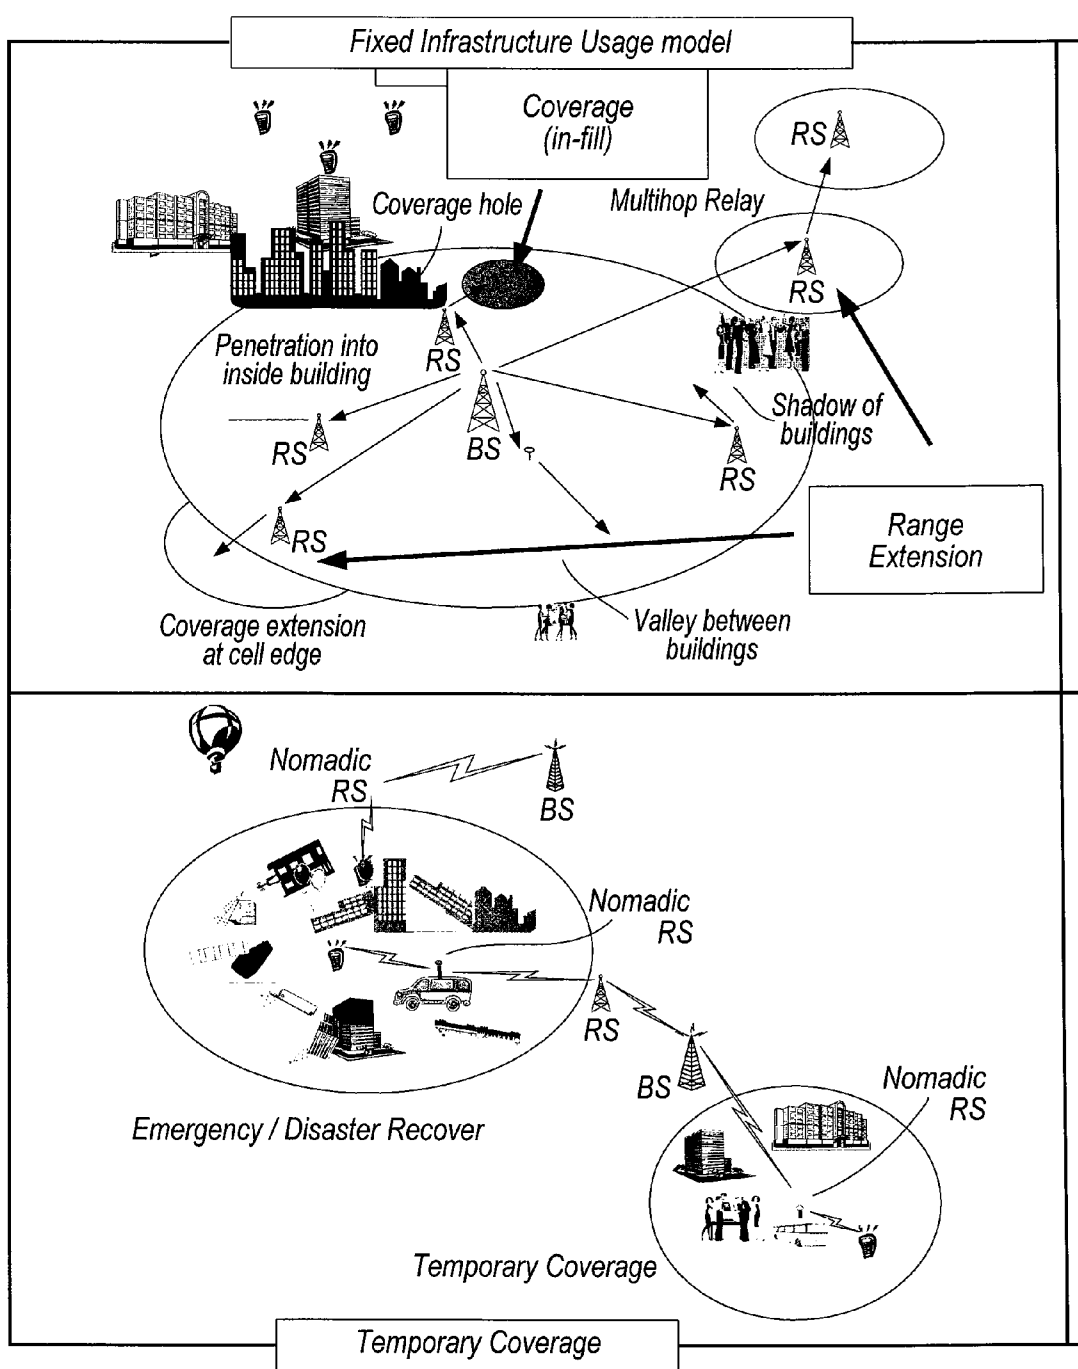 Fixed Infrastructure Usage model
Coverage
(in-fill)
RS
Coverage hole
Multihop Relay
RS
Penetration into
inside building
RS
Shadow of
buildings
RS
BS
RS
RS
Range
Extension
Coverage extension
at cell edge
Valley between
buildings
Nomadic
RS
BS
Nomadic
RS
RS
BS
Nomadic
RS
Emergency / Disaster Recover
Temporary Coverage
Temporary Coverage